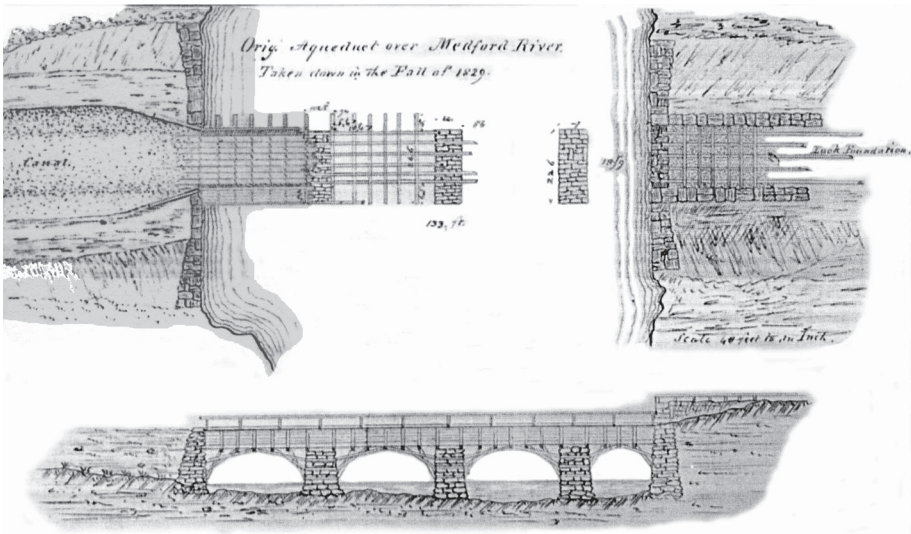 Orig. Aqueduct over Medford River.
Taken down in the Fall of 1829.
Canal.
Lock Foundation.
133, ft.
Scale 40 feet to an Inch.